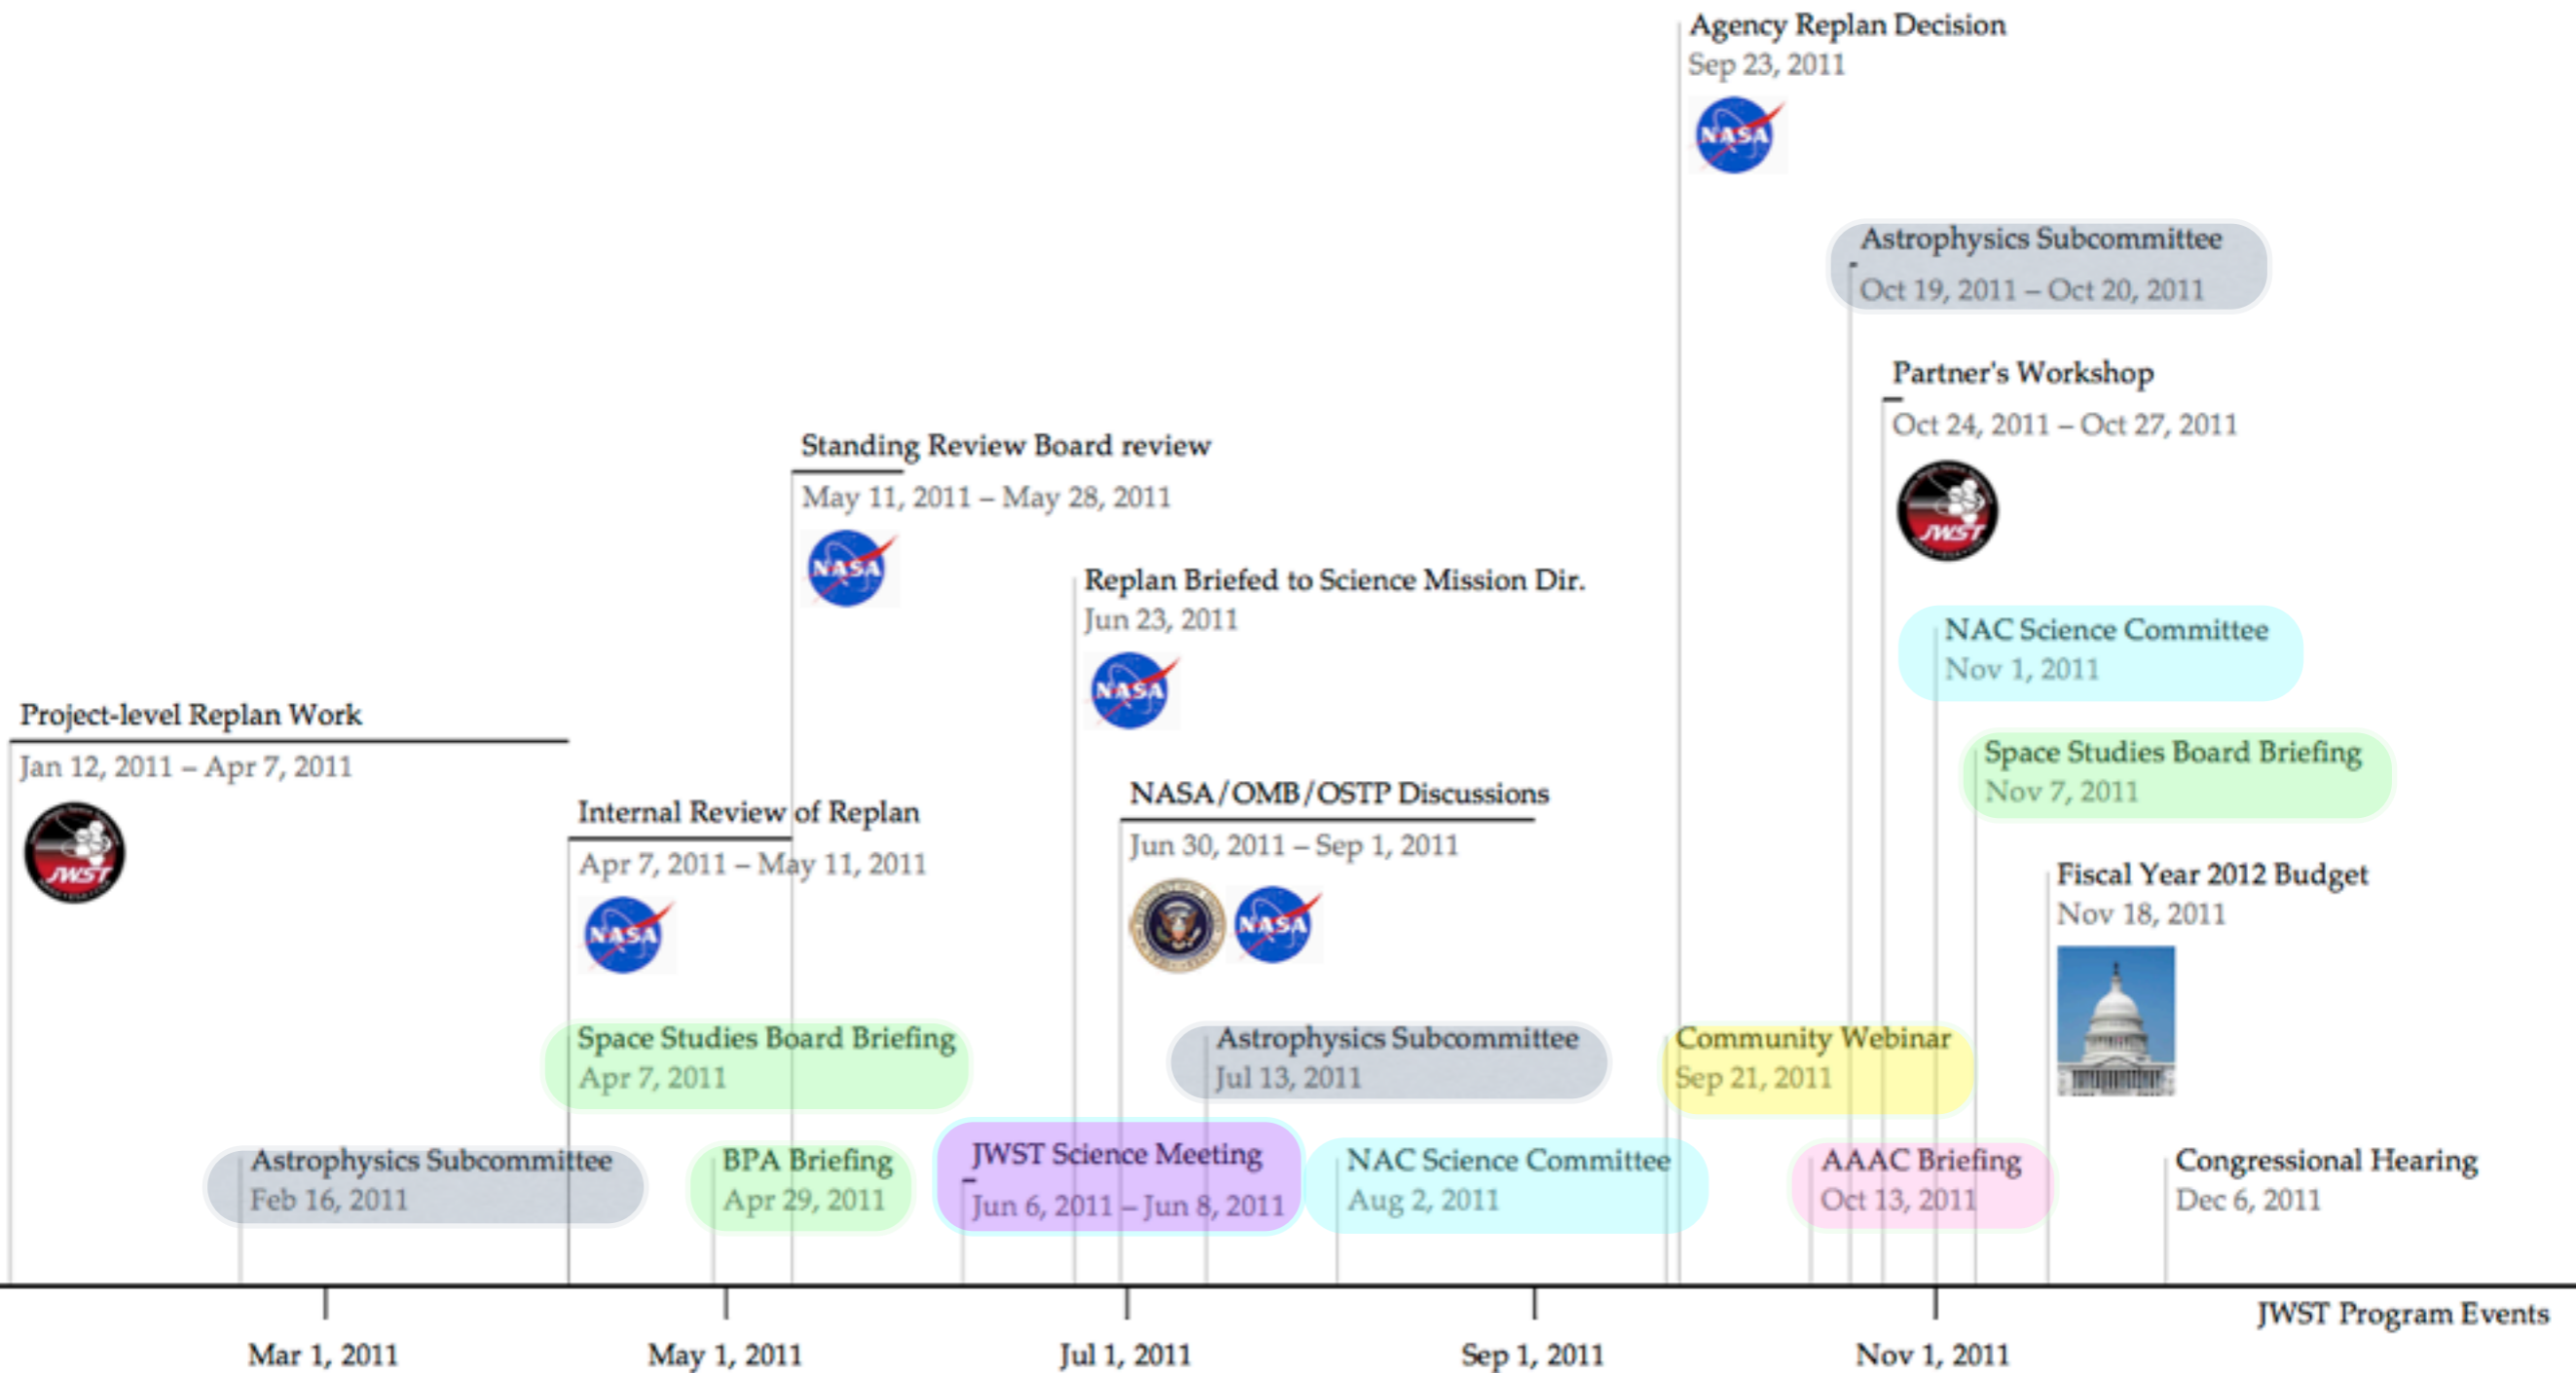 Agency Replan Decision
Sep 23, 2011
NASA
Astrophysics Subcommittee
Oct 19, 2011 – Oct 20, 2011
Partner's Workshop
Oct 24, 2011 – Oct 27, 2011
JWST
Standing Review Board review
May 11, 2011 – May 28, 2011
NASA
Replan Briefed to Science Mission Dir.
Jun 23, 2011
NASA
NAC Science Committee
Nov 1, 2011
Project-level Replan Work
Jan 12, 2011 – Apr 7, 2011
JWST
Space Studies Board Briefing
Nov 7, 2011
Internal Review of Replan
Apr 7, 2011 – May 11, 2011
NASA
NASA/OMB/OSTP Discussions
Jun 30, 2011 – Sep 1, 2011
NASA
Fiscal Year 2012 Budget
Nov 18, 2011
Space Studies Board Briefing
Apr 7, 2011
Astrophysics Subcommittee
Jul 13, 2011
Community Webinar
Sep 21, 2011
Astrophysics Subcommittee
Feb 16, 2011
BPA Briefing
Apr 29, 2011
JWST Science Meeting
Jun 6, 2011 – Jun 8, 2011
NAC Science Committee
Aug 2, 2011
AAAC Briefing
Oct 13, 2011
Congressional Hearing
Dec 6, 2011
JWST Program Events
Mar 1, 2011
May 1, 2011
Jul 1, 2011
Sep 1, 2011
Nov 1, 2011